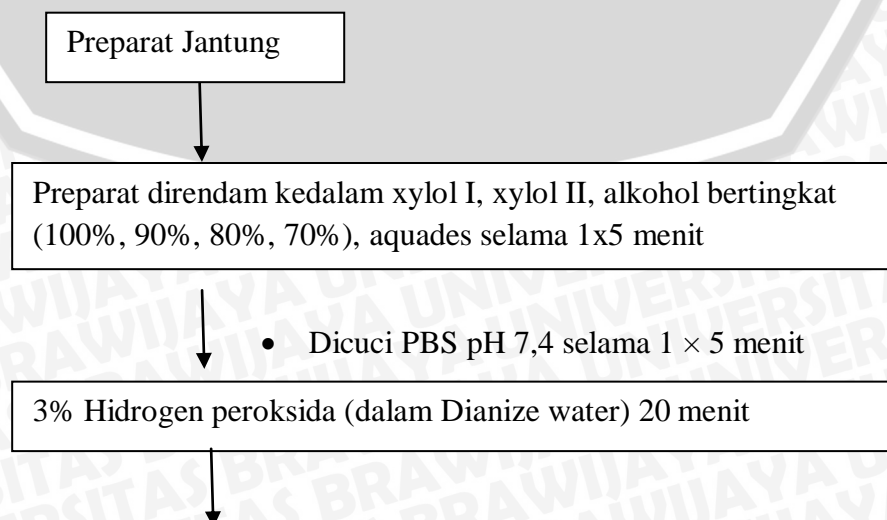 Preparat Jantung
Preparat direndam kedalam xylol I, xylol II, alkohol bertingkat
(100%, 90%, 80%, 70%), aquades selama 1x5 menit
• Dicuci PBS pH 7,4 selama 1 × 5 menit
3% Hidrogen peroksida (dalam Dianize water) 20 menit